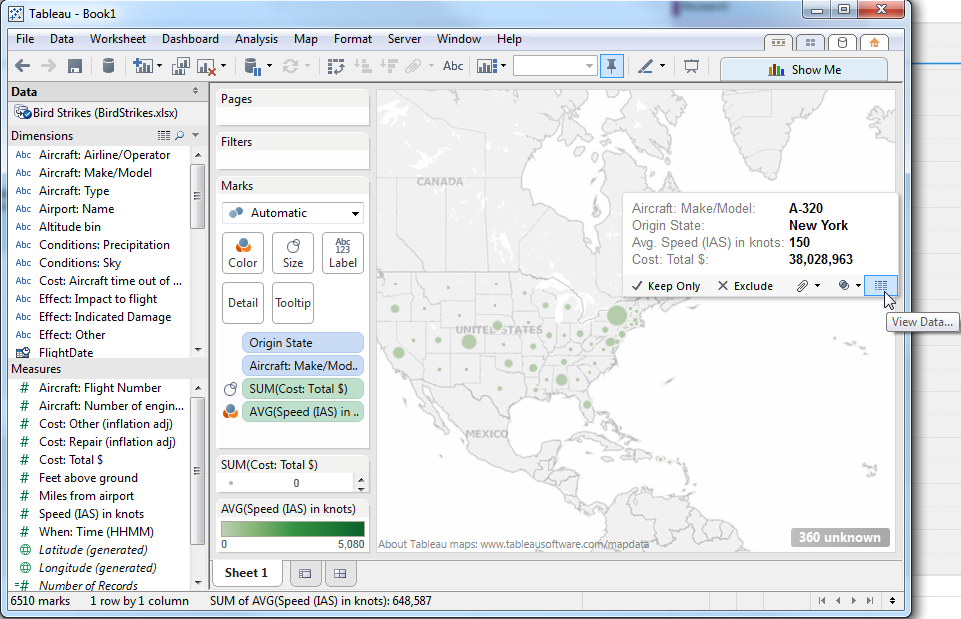 Tableau - Book1
File Data Worksheet Dashboard Analysis Map Format Server Window Help
Abc
Show Me
Data
Bird Strikes (BirdStrikes.xlsx)
Dimensions
Abc Aircraft: Airline/Operator
Abc Aircraft: Make/Model
Abc Aircraft: Type
Abc Airport: Name
Abc Altitude bin
Abc Conditions: Precipitation
Abc Conditions: Sky
Abc Cost: Aircraft time out of ...
Abc Effect: Impact to flight
Abc Effect: Indicated Damage
Abc Effect: Other
FlightDate
Measures
# Aircraft: Flight Number
# Aircraft: Number of engin...
# Cost: Other (inflation adj)
# Cost: Repair (inflation adj)
# Cost: Total $
# Feet above ground
# Miles from airport
# Speed (IAS) in knots
# When: Time (HHMM)
Latitude (generated)
Longitude (generated)
=# Number of Records
Pages
Filters
Marks
Automatic
Color
Size
Abc
123
Label
Detail
Tooltip
Origin State
Aircraft: Make/Mod..
SUM(Cost: Total $)
AVG(Speed (IAS) in ..
SUM(Cost: Total $)
0
AVG(Speed (IAS) in knots)
0 5,080
CANADA
UNITED STATES
MEXICO
Aircraft: Make/Model: A-320
Origin State: New York
Avg. Speed (IAS) in knots: 150
Cost: Total $: 38,028,963
Keep Only Exclude
View Data...
360 unknown
About Tableau maps: www.tableausoftware.com/mapdata
Sheet 1
6510 marks 1 row by 1 column SUM of AVG(Speed (IAS) in knots): 648,587